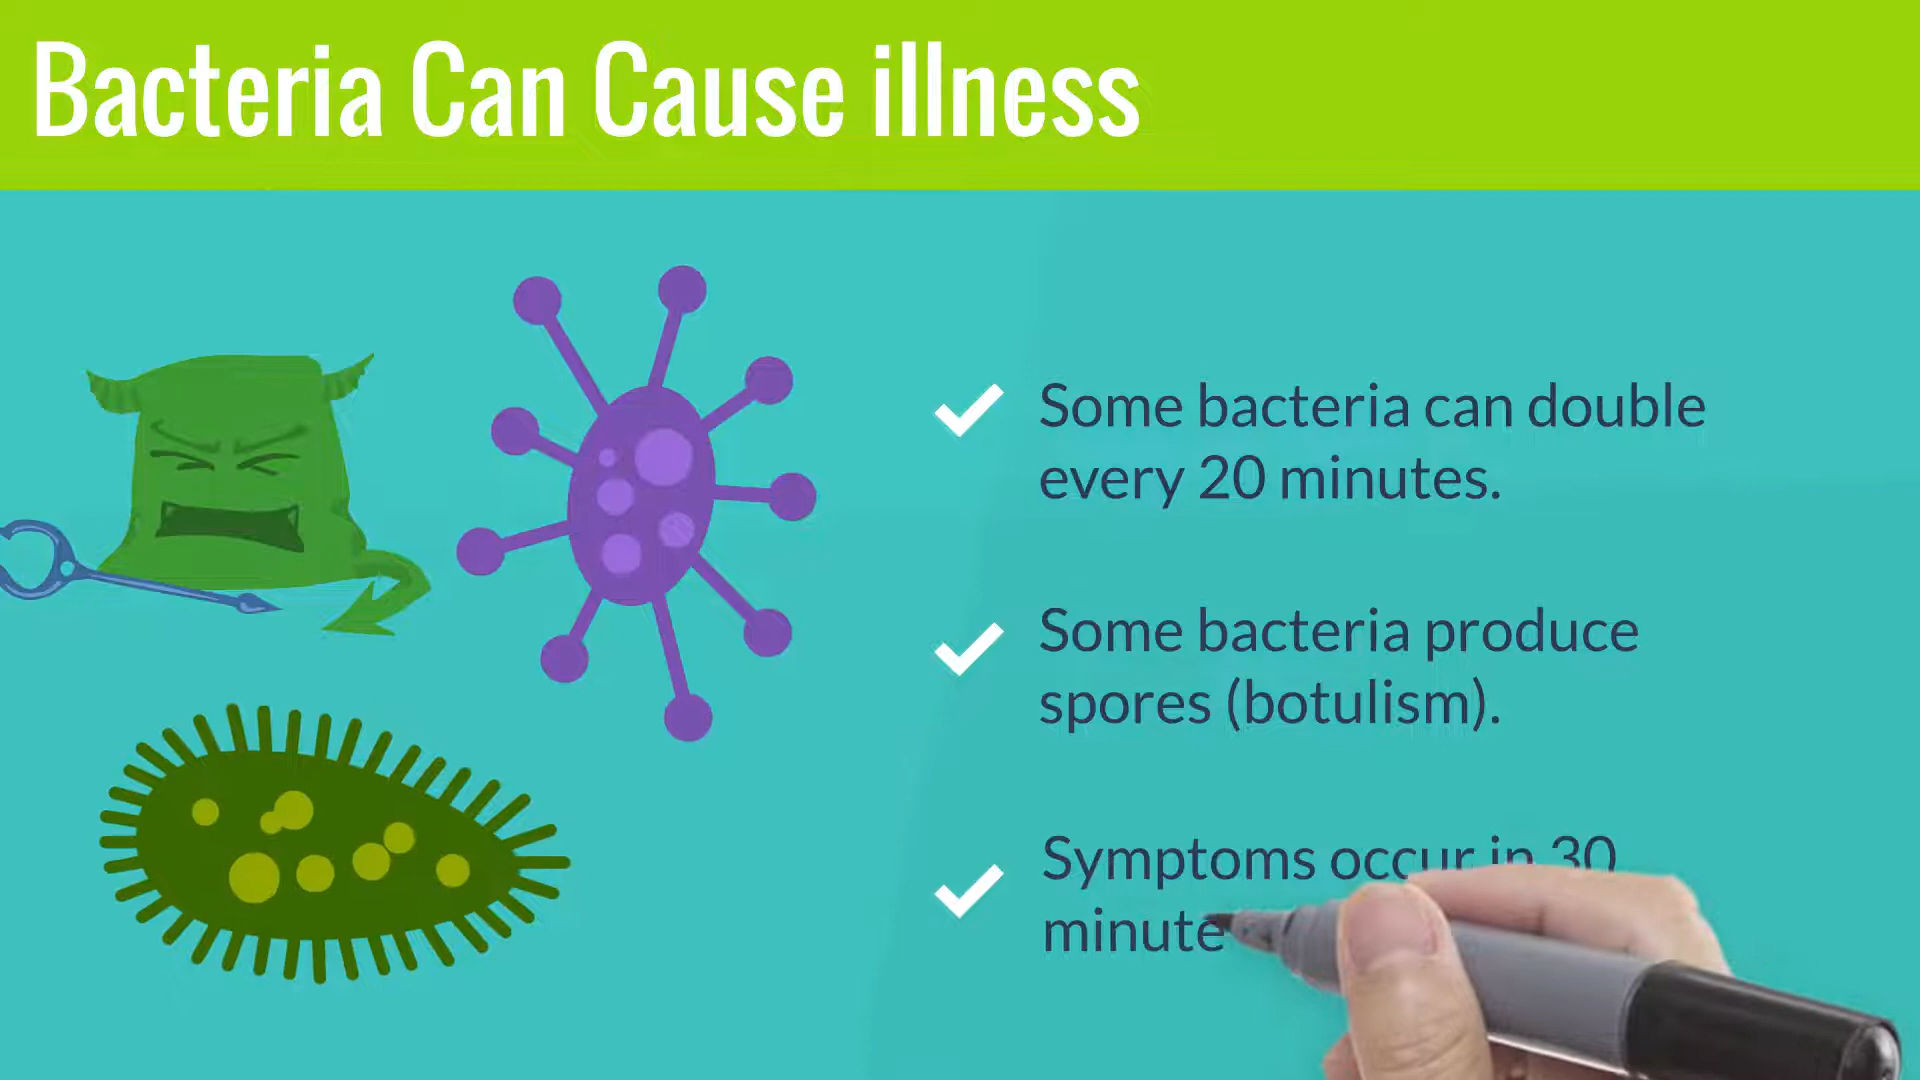 Bacteria Can Cause illness
Some bacteria can double
every 20 minutes.
Some bacteria produce
spores (botulism).
Symptoms occur in 30
minute